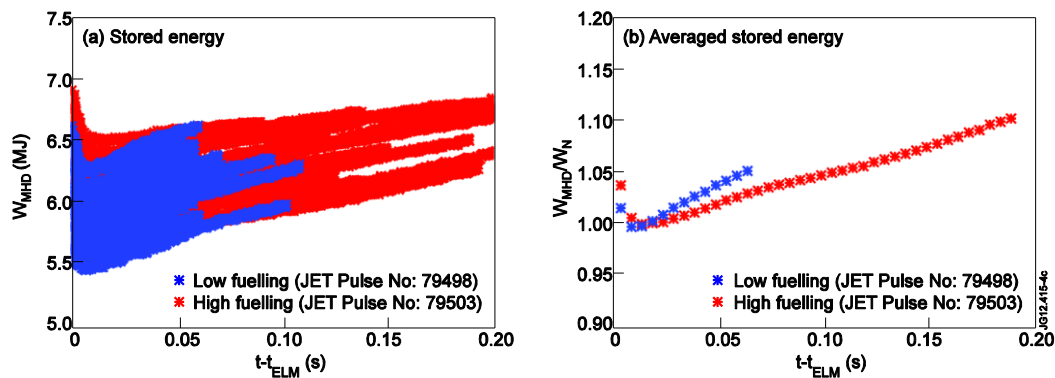 (a) Stored energy
7.5
7.0
6.5
6.0
5.5
5.0
W_MHD (MJ)
* Low fuelling (JET Pulse No: 79498)
* High fuelling (JET Pulse No: 79503)
0 0.05 0.10 0.15 0.20
t-t_ELM (s)
(b) Averaged stored energy
1.20
1.15
1.10
1.05
1.00
0.95
0.90
W_MHD/W_N
* Low fuelling (JET Pulse No: 79498)
* High fuelling (JET Pulse No: 79503)
0 0.05 0.10 0.15 0.20
t-t_ELM (s)
JG12.415-4c